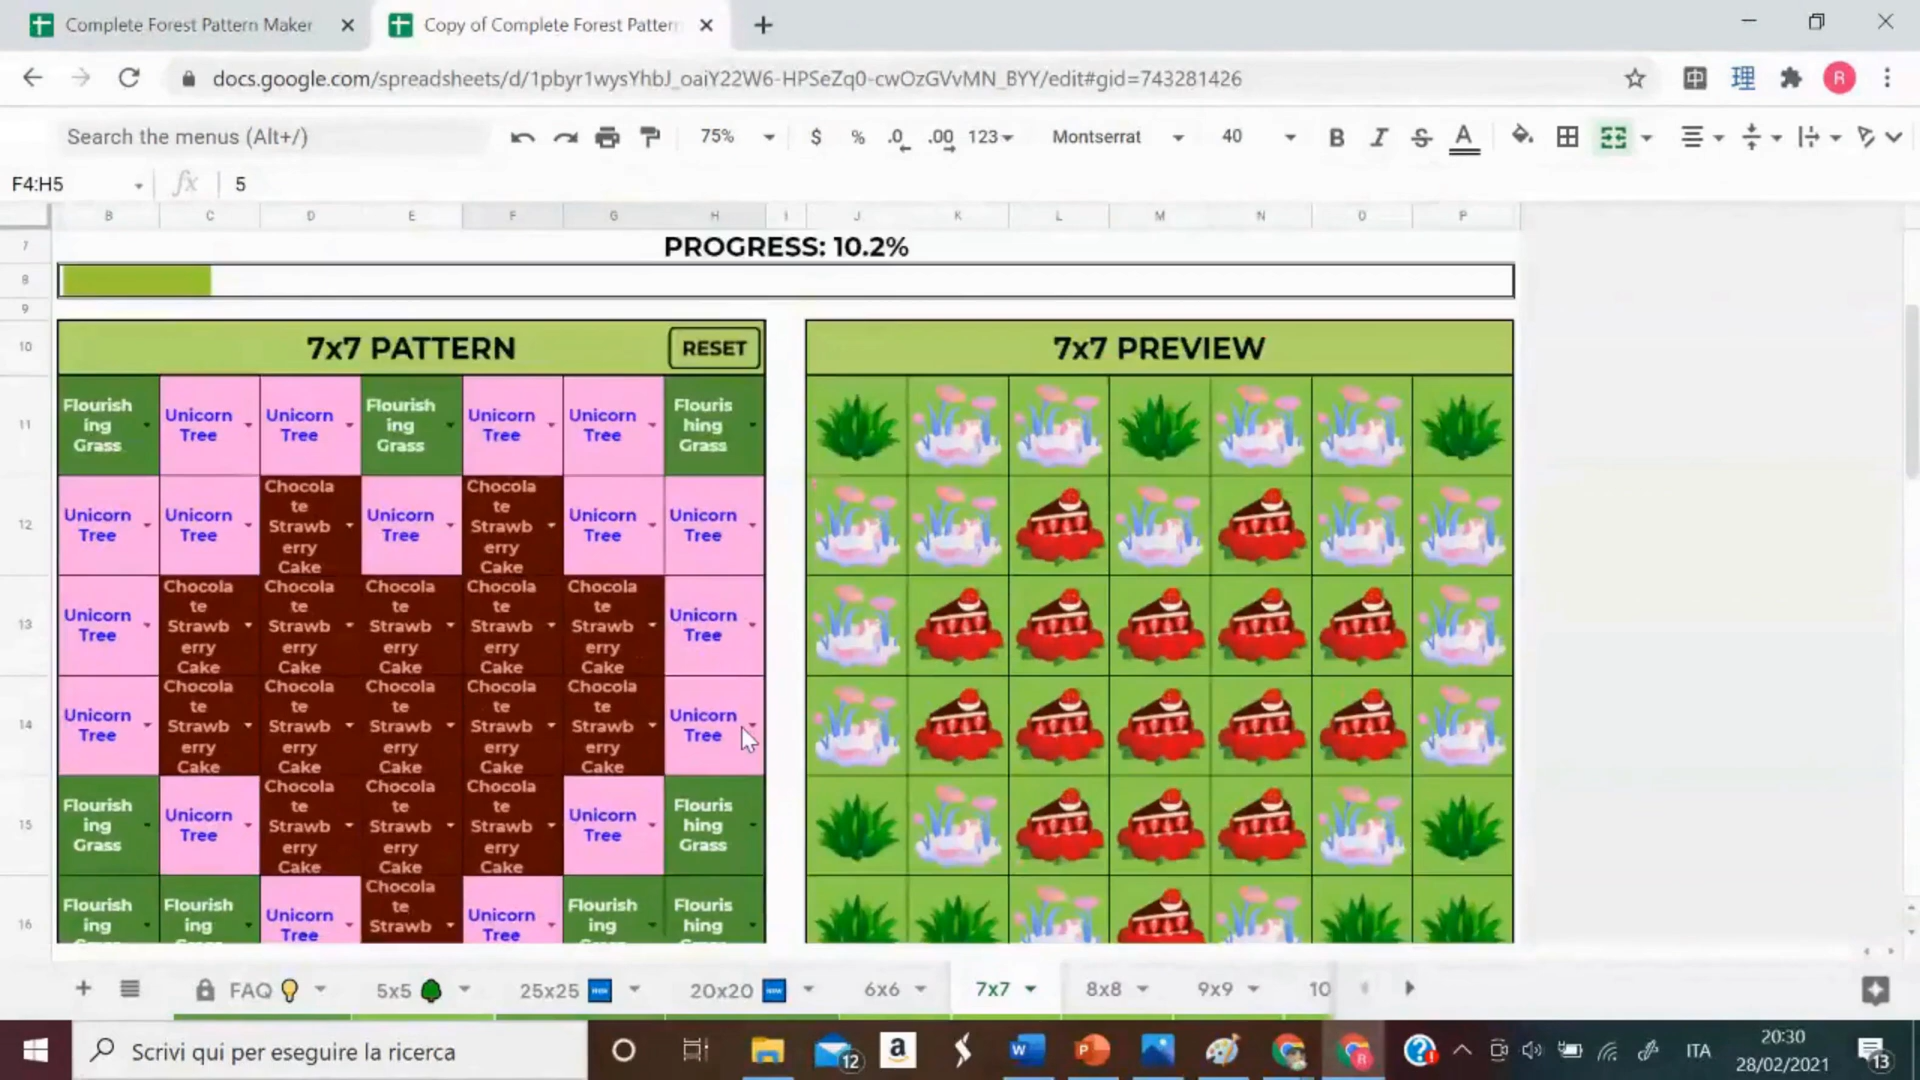 Complete Forest Pattern Maker
Copy of Complete Forest Pattern
docs.google.com/spreadsheets/d/1pbyr1wysYhbJ_oaiY22W6-HPSeZq0-cwOzGVvMN_BYY/edit#gid=743281426
R
Search the menus (Alt+/) 75% $ % .0 .00 123 Montserrat 40 B I S A
F4:H5 fx 5
B C D E F G H I J K L M N O P
7 PROGRESS: 10.2%
8
9
10 7x7 PATTERN RESET 7x7 PREVIEW
11 Flourish ing Grass Unicorn Tree Unicorn Tree Flourish ing Grass Unicorn Tree Unicorn Tree Flouris hing Grass
12 Unicorn Tree Unicorn Tree Chocola te Strawb erry Cake Unicorn Tree Chocola te Strawb erry Cake Unicorn Tree Unicorn Tree
13 Unicorn Tree Chocola te Strawb erry Cake Chocola te Strawb erry Cake Chocola te Strawb erry Cake Chocola te Strawb erry Cake Chocola te Strawb erry Cake Unicorn Tree
14 Unicorn Tree Chocola te Strawb erry Cake Chocola te Strawb erry Cake Chocola te Strawb erry Cake Chocola te Strawb erry Cake Chocola te Strawb erry Cake Unicorn Tree
15 Flourish ing Grass Unicorn Tree Chocola te Strawb erry Cake Chocola te Strawb erry Cake Chocola te Strawb erry Cake Unicorn Tree Flouris hing Grass
16 Flourish ing Flourish ing Unicorn Tree Chocola te Strawb Unicorn Tree Flourish ing Flouris hing
FAQ 5x5 25x25 20x20 6x6 7x7 8x8 9x9 10
Scrivi qui per eseguire la ricerca 12 a W P R ITA 20:30
28/02/2021 13